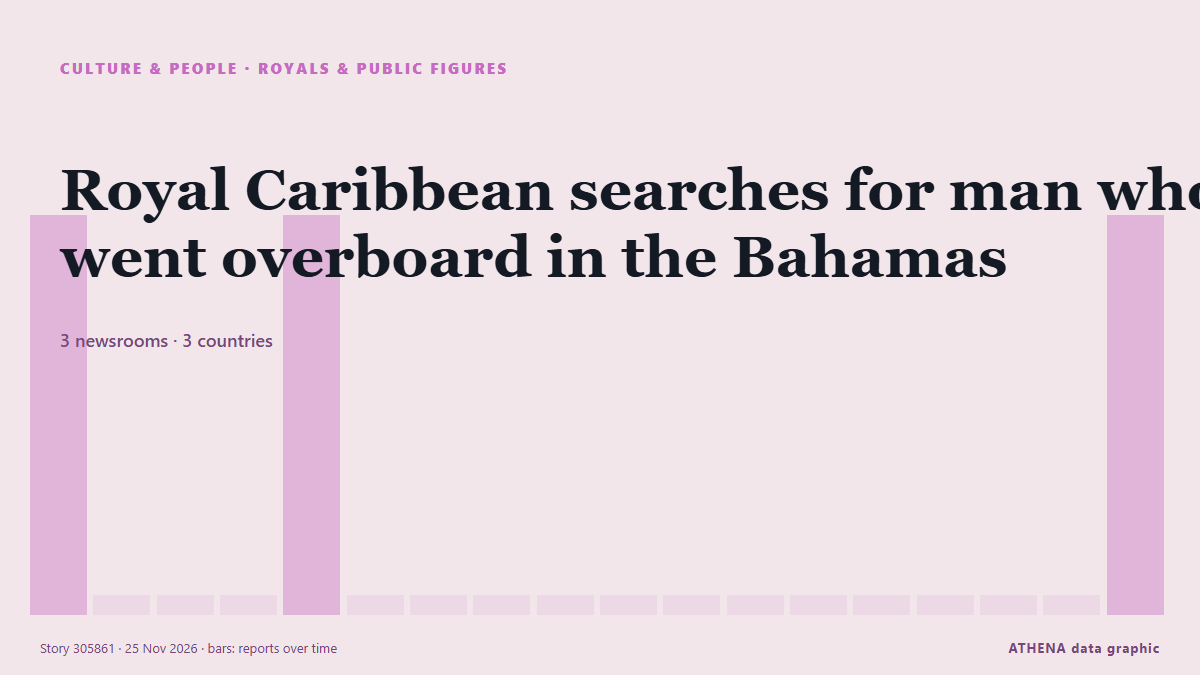 CULTURE & PEOPLE · ROYALS & PUBLIC FIGURES
Royal Caribbean searches for man who
went overboard in the Bahamas
3 newsrooms · 3 countries
Story 305861 · 25 Nov 2026 · bars: reports over time
ATHENA data graphic